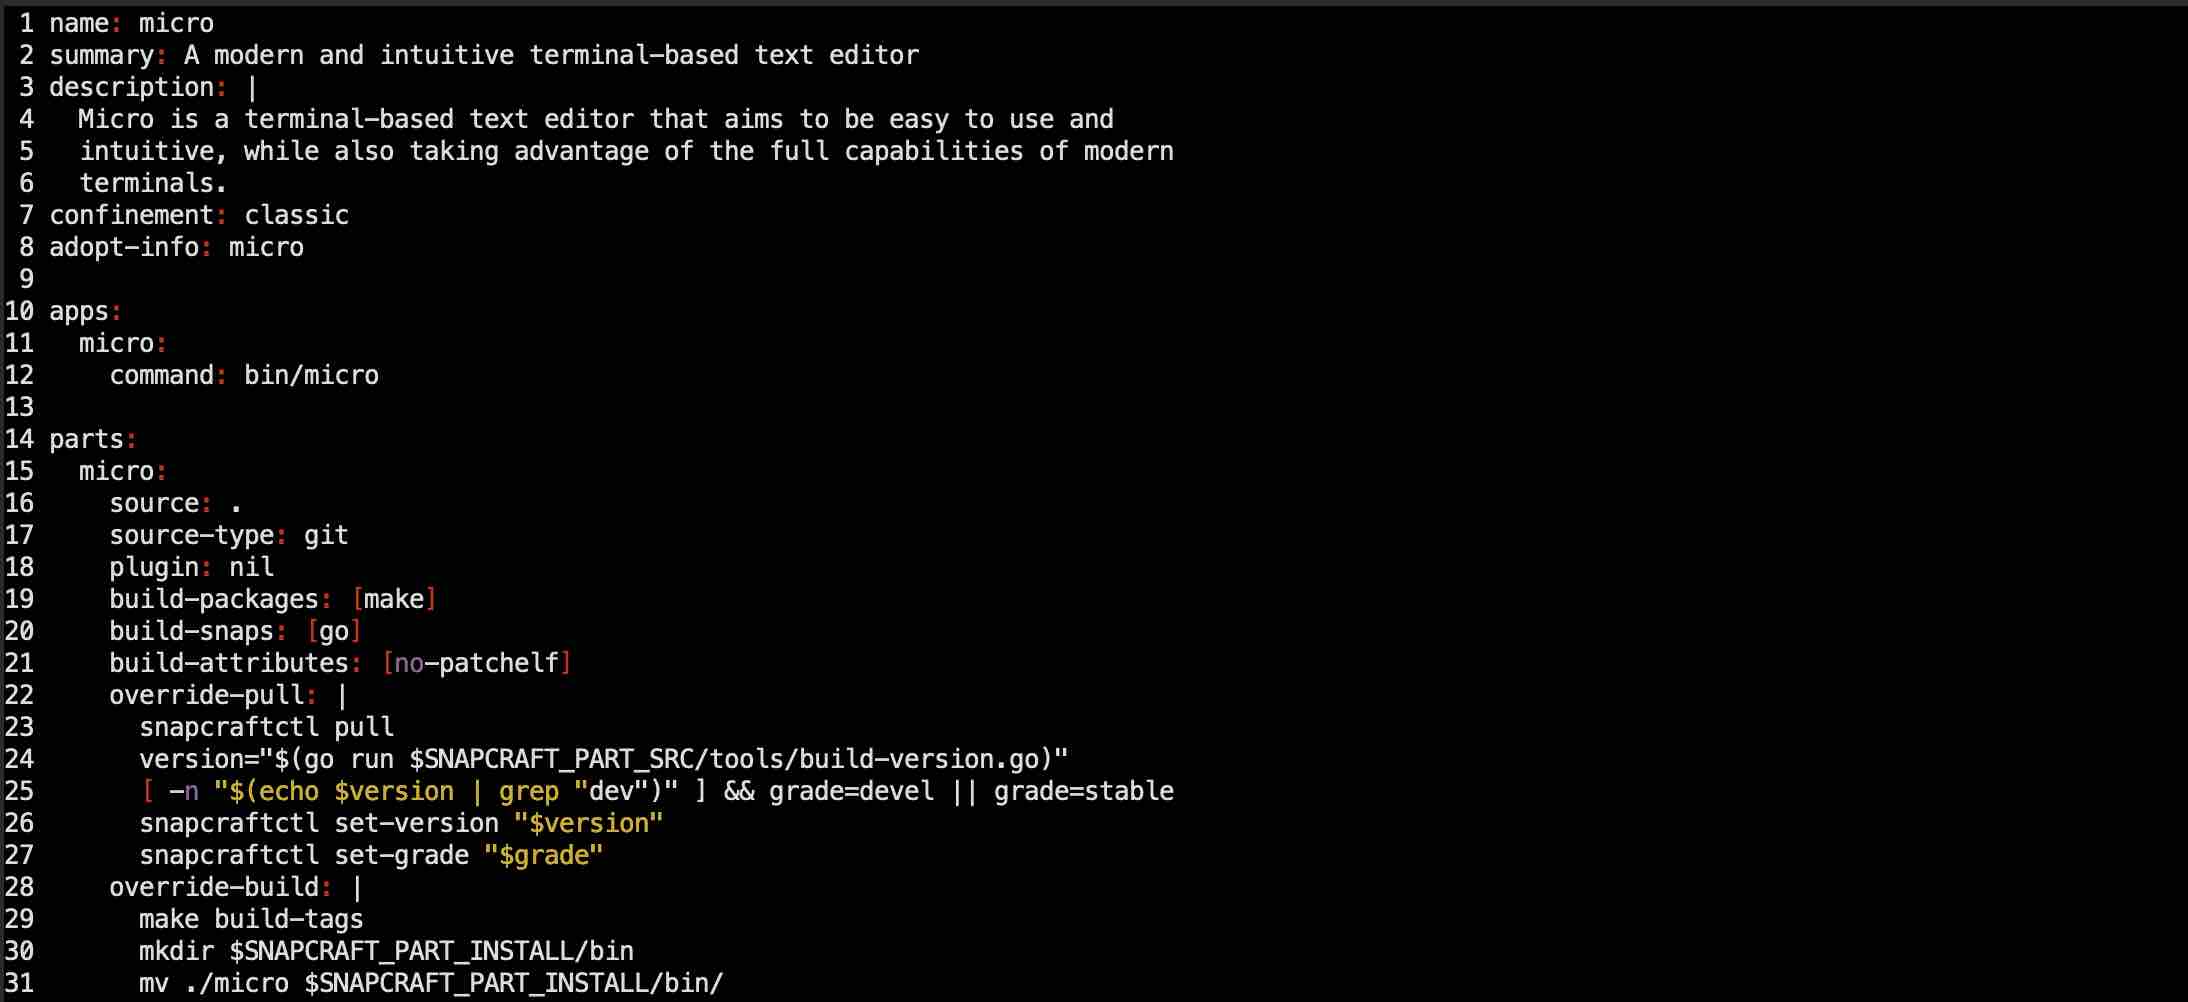 1 name: micro
2 summary: A modern and intuitive terminal-based text editor
3 description: |
4   Micro is a terminal-based text editor that aims to be easy to use and
5   intuitive, while also taking advantage of the full capabilities of modern
6   terminals.
7 confinement: classic
8 adopt-info: micro
9
10 apps:
11   micro:
12     command: bin/micro
13
14 parts:
15   micro:
16     source: .
17     source-type: git
18     plugin: nil
19     build-packages: [make]
20     build-snaps: [go]
21     build-attributes: [no-patchelf]
22     override-pull: |
23       snapcraftctl pull
24       version="$(go run $SNAPCRAFT_PART_SRC/tools/build-version.go)"
25       [ -n "$(echo $version | grep "dev")" ] && grade=devel || grade=stable
26       snapcraftctl set-version "$version"
27       snapcraftctl set-grade "$grade"
28     override-build: |
29       make build-tags
30       mkdir $SNAPCRAFT_PART_INSTALL/bin
31       mv ./micro $SNAPCRAFT_PART_INSTALL/bin/